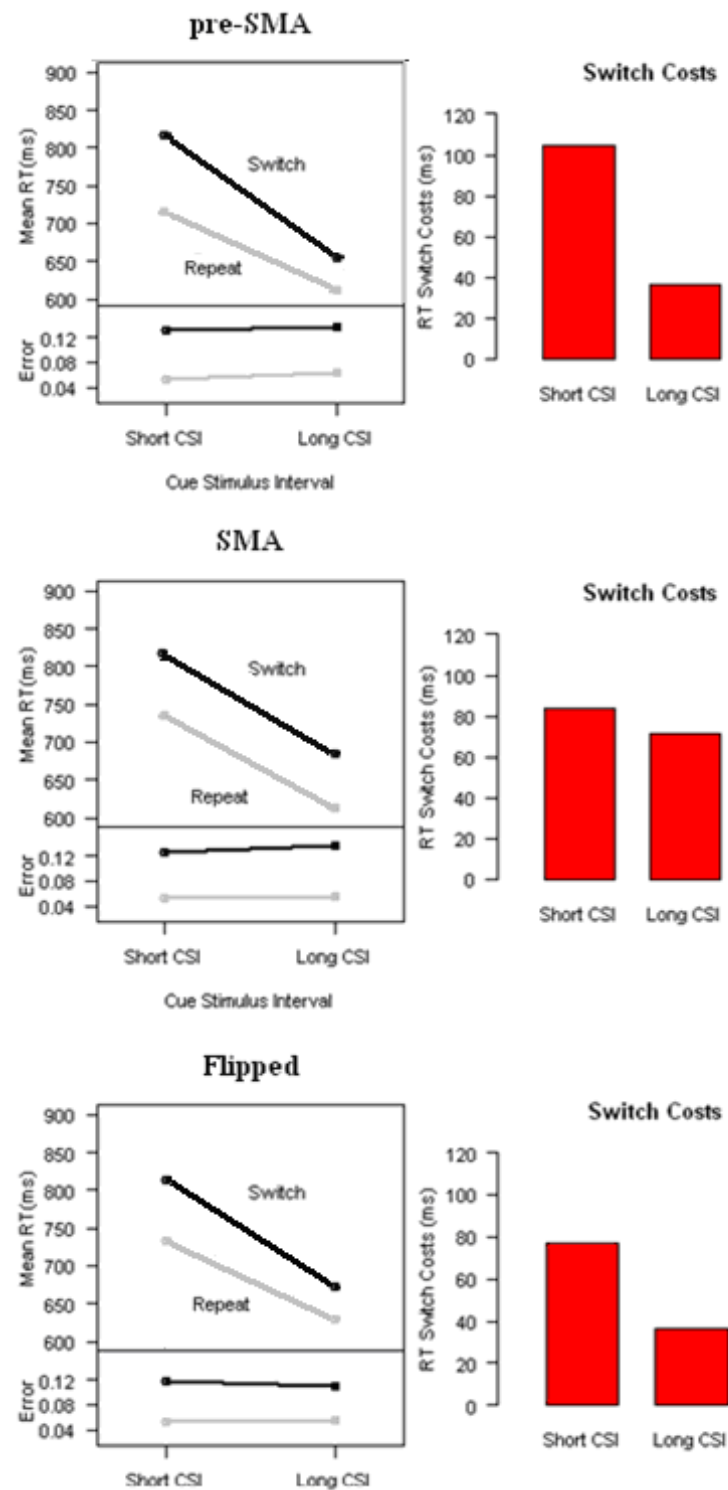 pre-SMA
900
850
800
750
700
650
600
Mean RT(ms)
Switch
Repeat
0.12
0.08
0.04
Error
Short CSI Long CSI
Cue Stimulus Interval
Switch Costs
120
100
80
60
40
20
0
RT Switch Costs (ms)
Short CSI Long CSI
SMA
900
850
800
750
700
650
600
Mean RT(ms)
Switch
Repeat
0.12
0.08
0.04
Error
Short CSI Long CSI
Cue Stimulus Interval
Switch Costs
120
100
80
60
40
20
0
RT Switch Costs (ms)
Short CSI Long CSI
Flipped
900
850
800
750
700
650
600
Mean RT(ms)
Switch
Repeat
0.12
0.08
0.04
Error
Short CSI Long CSI
Switch Costs
120
100
80
60
40
20
0
RT Switch Costs (ms)
Short CSI Long CSI